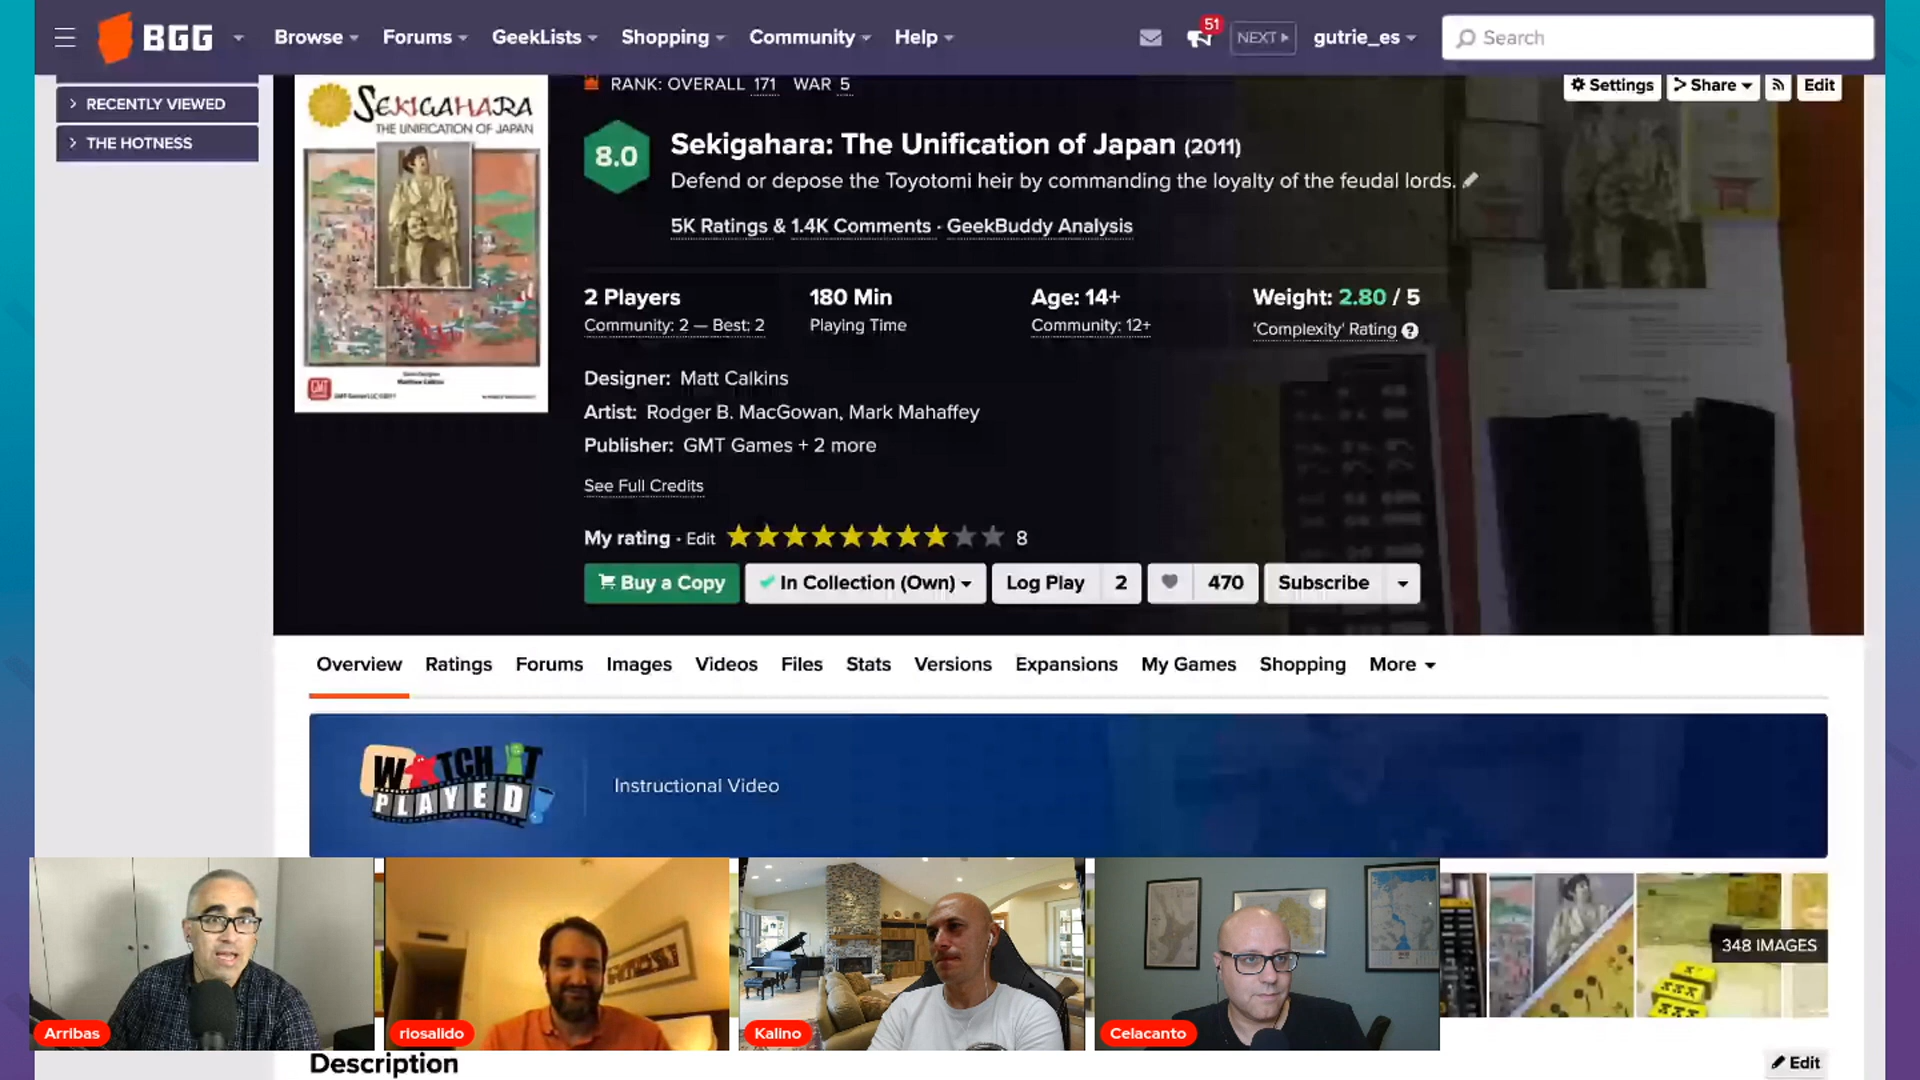 BGG
Browse
Forums
GeekLists
Shopping
Community
Help
51
NEXT
gutrie_es
Search
RECENTLY VIEWED
THE HOTNESS
SEKIGAHARA
THE UNIFICATION OF JAPAN
GMT
RANK: OVERALL 171 WAR 5
Settings
Share
Edit
8.0
Sekigahara: The Unification of Japan (2011)
Defend or depose the Toyotomi heir by commanding the loyalty of the feudal lords.
5K Ratings & 1.4K Comments · GeekBuddy Analysis
2 Players
Community: 2 — Best: 2
180 Min
Playing Time
Age: 14+
Community: 12+
Weight: 2.80 / 5
'Complexity' Rating ?
Designer: Matt Calkins
Artist: Rodger B. MacGowan, Mark Mahaffey
Publisher: GMT Games + 2 more
See Full Credits
My rating · Edit 8
Buy a Copy
In Collection (Own)
Log Play 2
470
Subscribe
Overview
Ratings
Forums
Images
Videos
Files
Stats
Versions
Expansions
My Games
Shopping
More
WATCH IT
PLAYED
Instructional Video
348 IMAGES
Arribas
riosalido
Kalino
Celacanto
Description
Edit